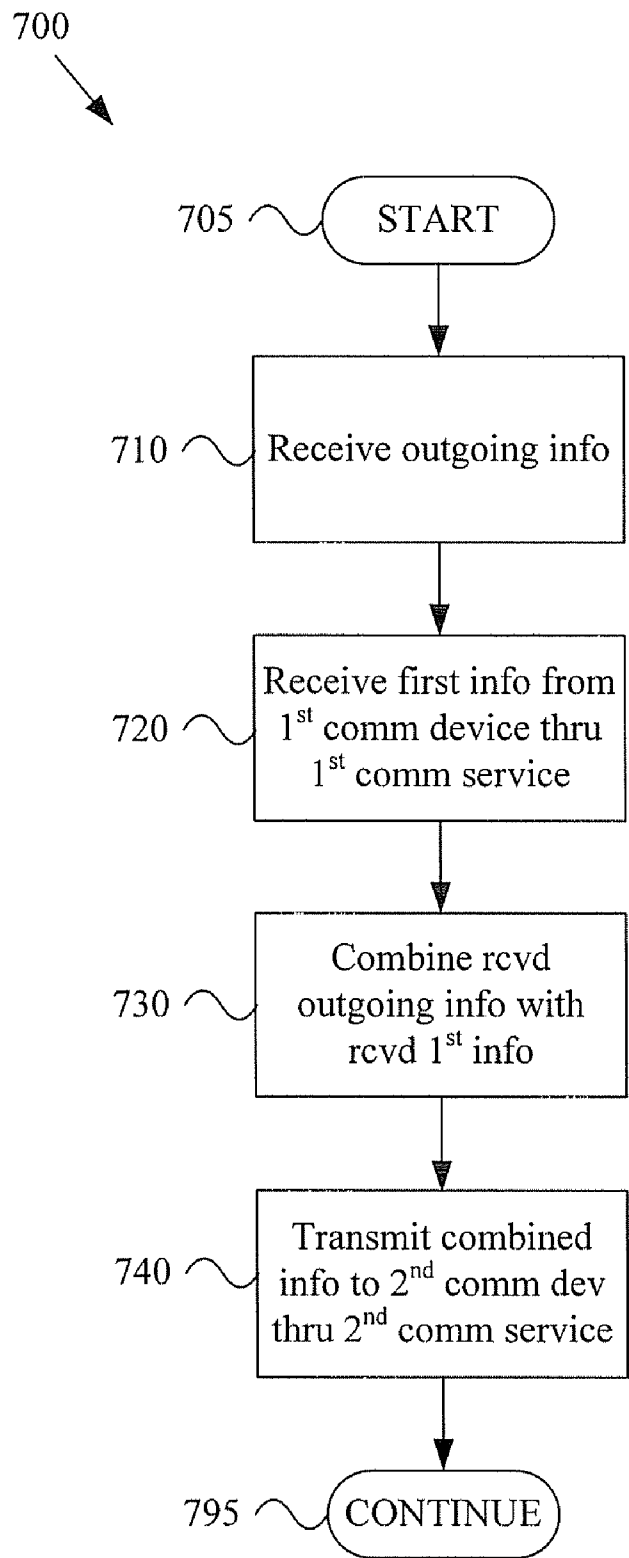 700
705
START
710
Receive outgoing info
720
Receive first info from
1st comm device thru
1st comm service
730
Combine rcvd
outgoing info with
rcvd 1st info
740
Transmit combined
info to 2nd comm dev
thru 2nd comm service
795
CONTINUE